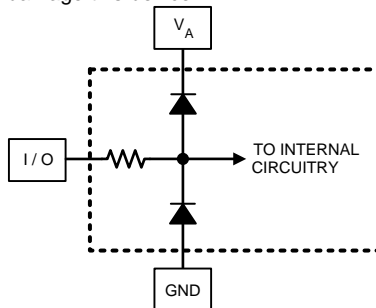 V_A
I / O
TO INTERNAL
CIRCUITRY
GND